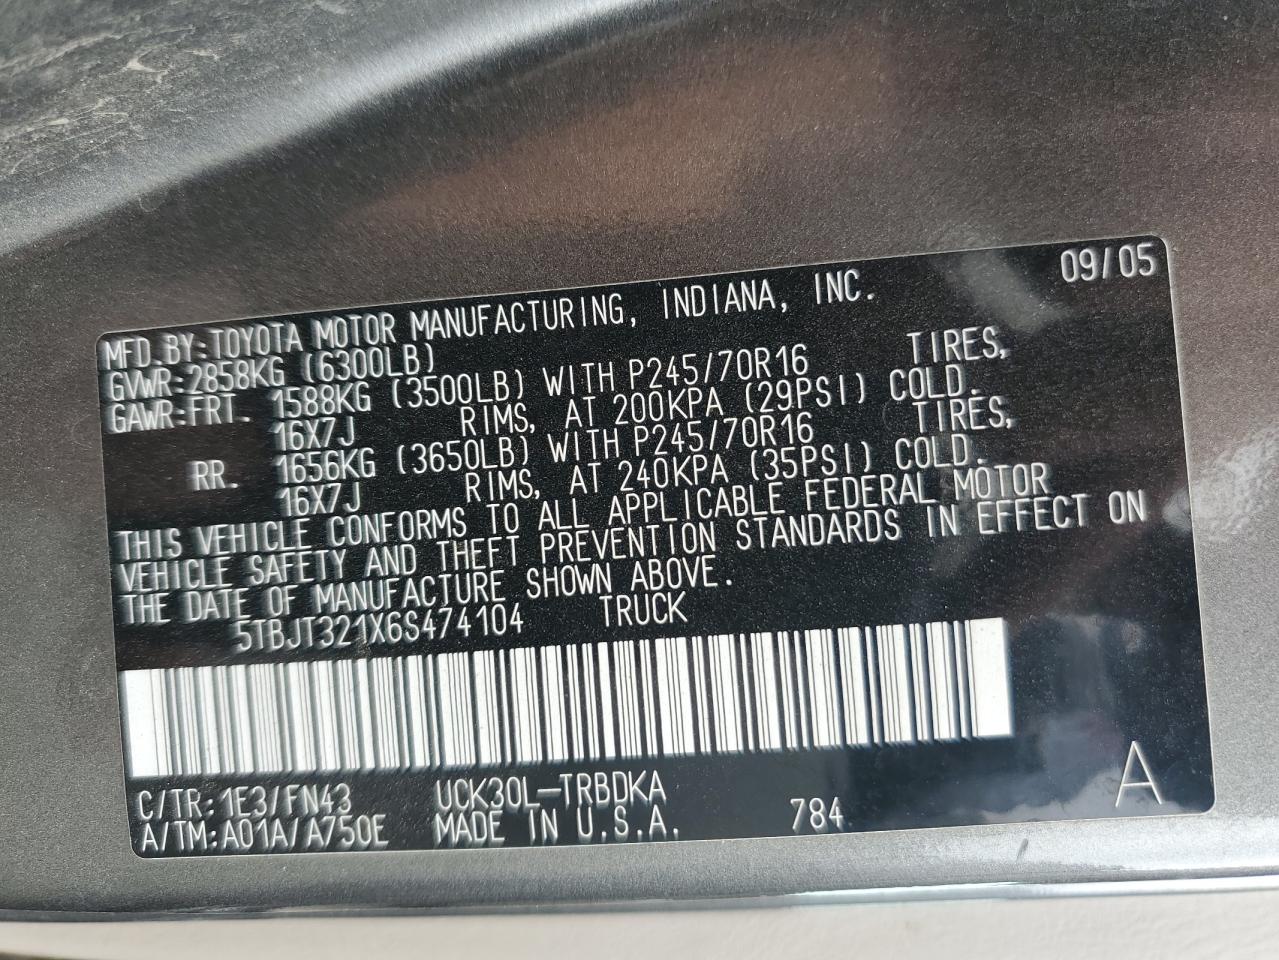 09/05
MFD.BY:TOYOTA MOTOR MANUFACTURING, INDIANA, INC.
GVWR:2858KG (6300LB)
GAWR:FRT. 1588KG (3500LB) WITH P245/70R16 TIRES,
16X7J RIMS, AT 200KPA (29PSI) COLD.
RR. 1656KG (3650LB) WITH P245/70R16 TIRES,
16X7J RIMS, AT 240KPA (35PSI) COLD.
THIS VEHICLE CONFORMS TO ALL APPLICABLE FEDERAL MOTOR
VEHICLE SAFETY AND THEFT PREVENTION STANDARDS IN EFFECT ON
THE DATE OF MANUFACTURE SHOWN ABOVE.
5TBJT321X6S474104 TRUCK
C/TR:1E3/FN43 UCK30L-TRBDKA
A/TM:A01A/A750E MADE IN U.S.A. 784 A